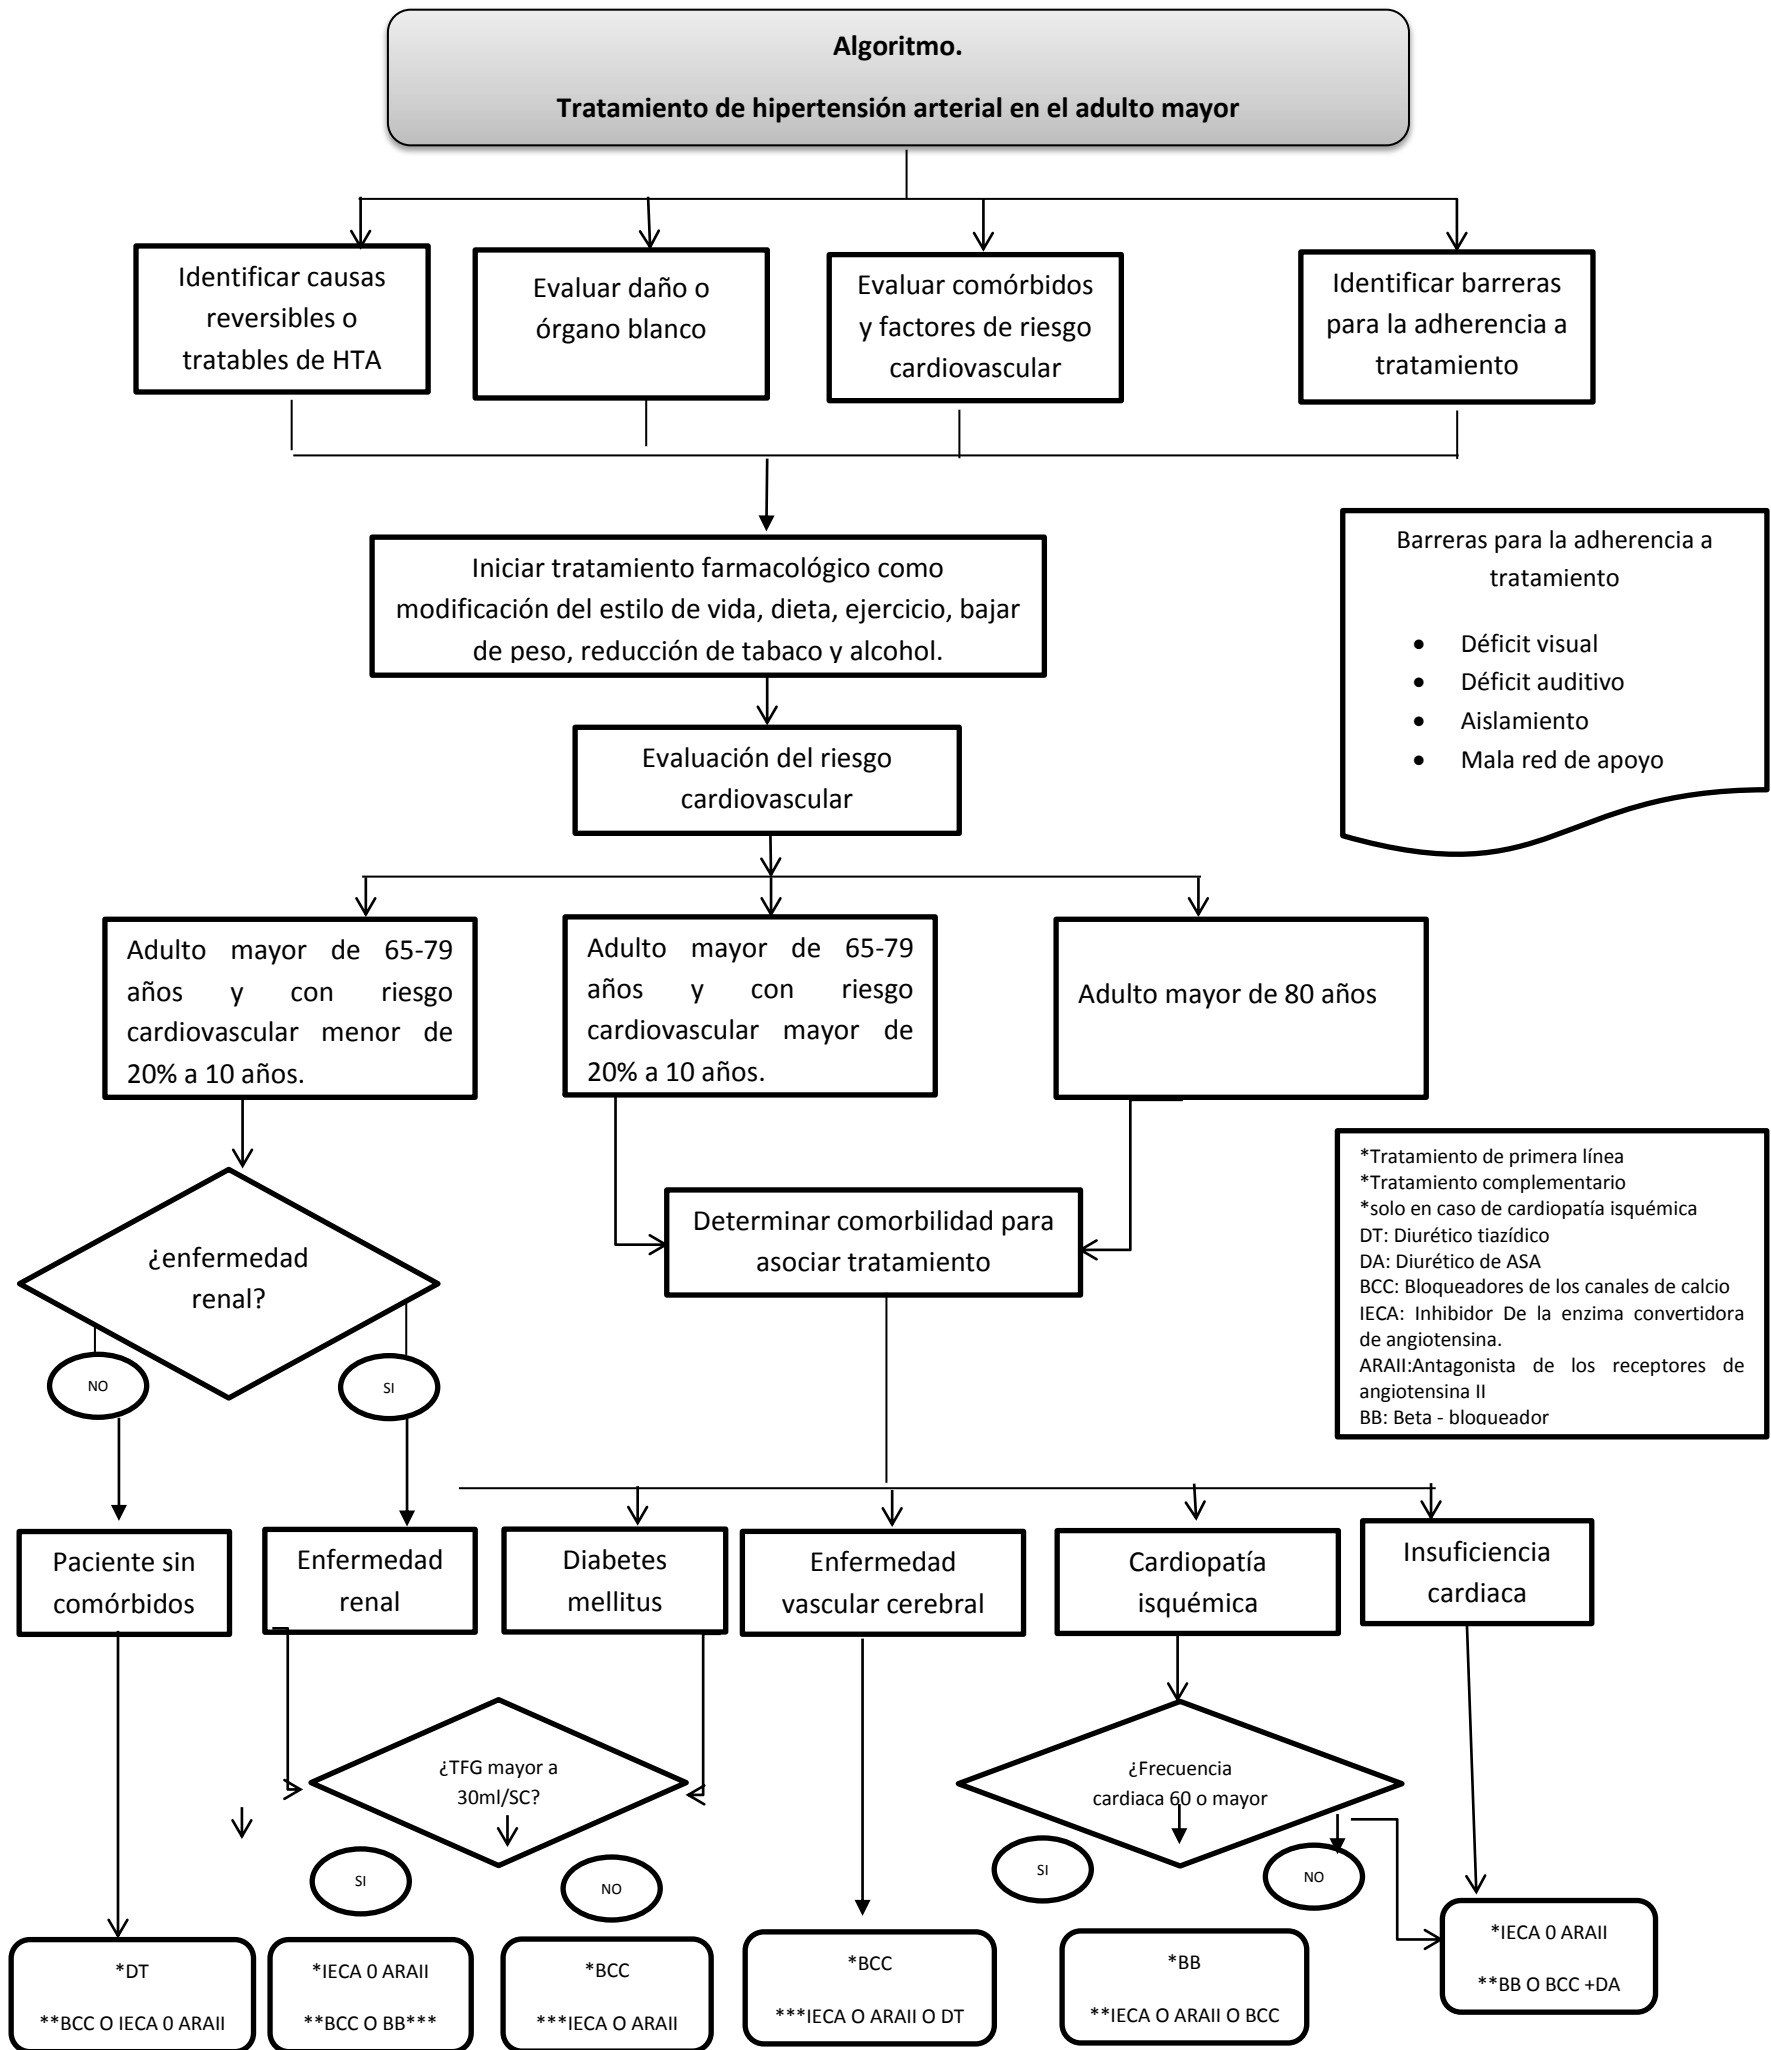 Algoritmo.
Tratamiento de hipertensión arterial en el adulto mayor
Identificar causas
reversibles o
tratables de HTA
Evaluar daño o
órgano blanco
Evaluar comórbidos
y factores de riesgo
cardiovascular
Identificar barreras
para la adherencia a
tratamiento
Iniciar tratamiento farmacológico como
modificación del estilo de vida, dieta, ejercicio, bajar
de peso, reducción de tabaco y alcohol.
Barreras para la adherencia a
tratamiento
• Déficit visual
• Déficit auditivo
• Aislamiento
• Mala red de apoyo
Evaluación del riesgo
cardiovascular
Adulto mayor de 65-79
años y con riesgo
cardiovascular menor de
20% a 10 años.
Adulto mayor de 65-79
años y con riesgo
cardiovascular mayor de
20% a 10 años.
Adulto mayor de 80 años
*Tratamiento de primera línea
*Tratamiento complementario
*solo en caso de cardiopatía isquémica
DT: Diurético tiazídico
DA: Diurético de ASA
BCC: Bloqueadores de los canales de calcio
IECA: Inhibidor De la enzima convertidora
de angiotensina.
ARAII:Antagonista de los receptores de
angiotensina II
BB: Beta - bloqueador
¿enfermedad
renal?
Determinar comorbilidad para
asociar tratamiento
NO
SI
Paciente sin
comórbidos
Enfermedad
renal
Diabetes
mellitus
Enfermedad
vascular cerebral
Cardiopatía
isquémica
Insuficiencia
cardiaca
¿TFG mayor a
30ml/SC?
¿Frecuencia
cardiaca 60 o mayor
SI
NO
SI
NO
*DT
**BCC O IECA 0 ARAII
*IECA 0 ARAII
**BCC O BB***
*BCC
***IECA O ARAII
*BCC
***IECA O ARAII O DT
*BB
**IECA O ARAII O BCC
*IECA 0 ARAII
**BB O BCC +DA